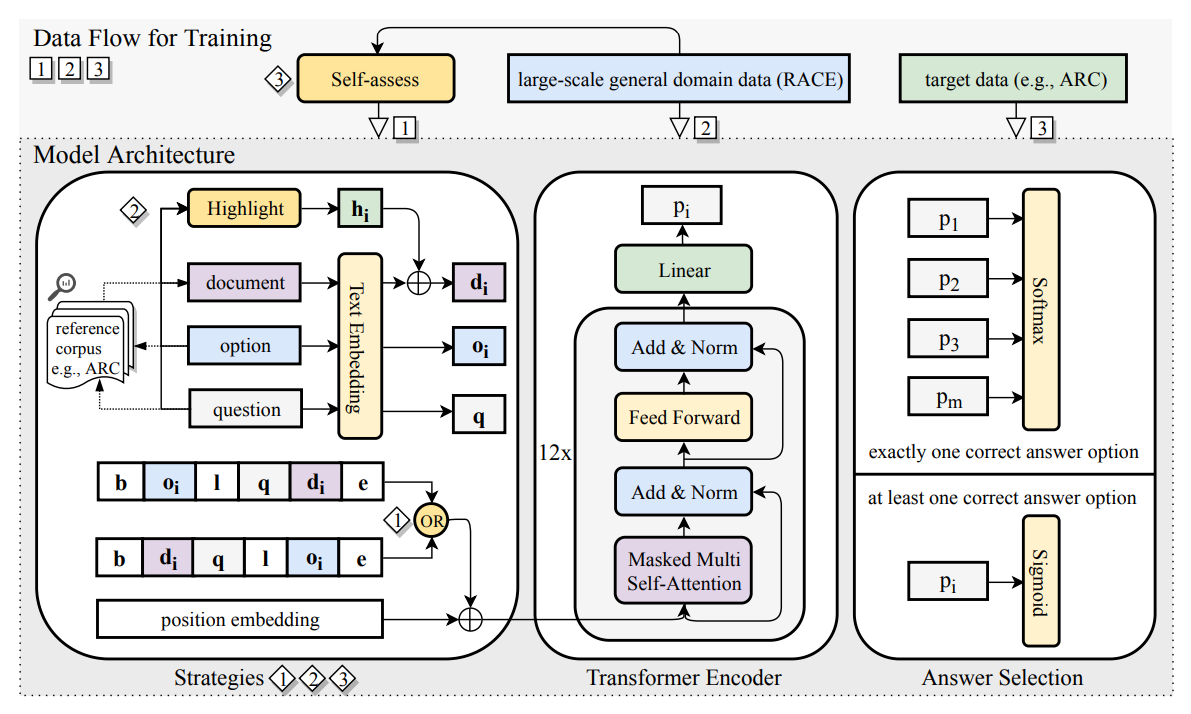 Data Flow for Training
1 2 3
3
Self-assess
large-scale general domain data (RACE)
target data (e.g., ARC)
1
2
3
Model Architecture
2
Highlight
hi
document
option
question
reference
corpus
e.g., ARC
Text Embedding
di
oi
q
b oi l q di e
1
OR
b di q l oi e
position embedding
Strategies 1 2 3
pi
Linear
Add & Norm
Feed Forward
12x
Add & Norm
Masked Multi
Self-Attention
Transformer Encoder
p1
p2
p3
pm
Softmax
exactly one correct answer option
at least one correct answer option
pi
Sigmoid
Answer Selection